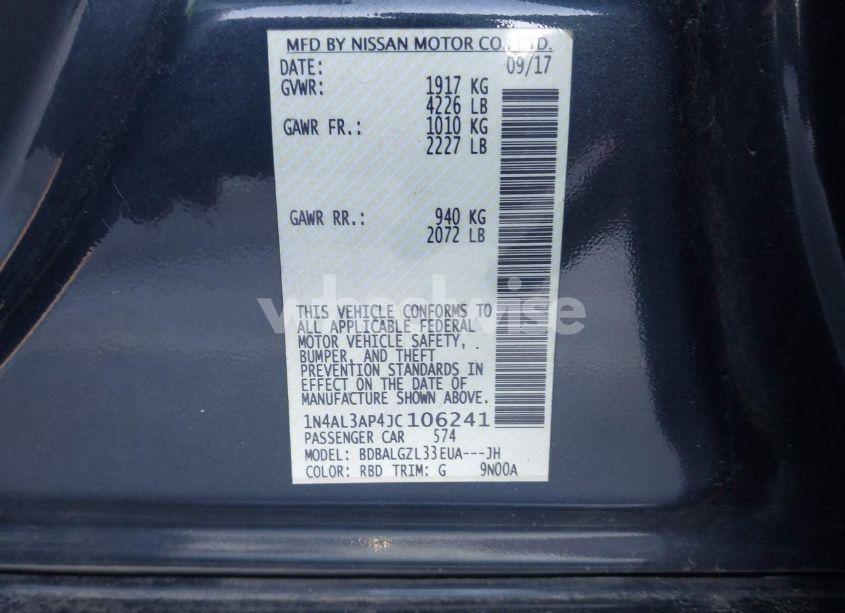 MFD BY NISSAN MOTOR CO., LTD.
DATE: 09/17
GVWR: 1917 KG
4226 LB
GAWR FR.: 1010 KG
2227 LB
GAWR RR.: 940 KG
2072 LB
wheelwise
THIS VEHICLE CONFORMS TO
ALL APPLICABLE FEDERAL
MOTOR VEHICLE SAFETY,
BUMPER, AND THEFT
PREVENTION STANDARDS IN
EFFECT ON THE DATE OF
MANUFACTURE SHOWN ABOVE.
1N4AL3AP4JC106241
PASSENGER CAR 574
MODEL: BDBALGZL33EUA---JH
COLOR: RBD TRIM: G 9N00A